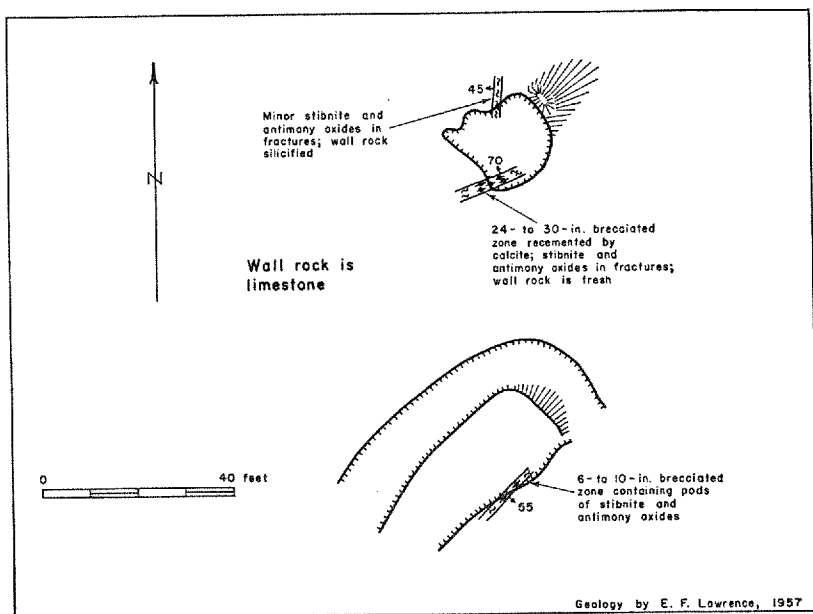 N
45
Minor stibnite and
antimony oxides in
fractures; wall rock
silicified
70
24- to 30-in. brecciated
zone recemented by
calcite; stibnite and
antimony oxides in fractures;
wall rock is fresh
Wall rock is
limestone
0 40 feet
6- to 10-in. brecciated
zone containing pods
of stibnite and
antimony oxides
55
Geology by E. F. Lawrence, 1957